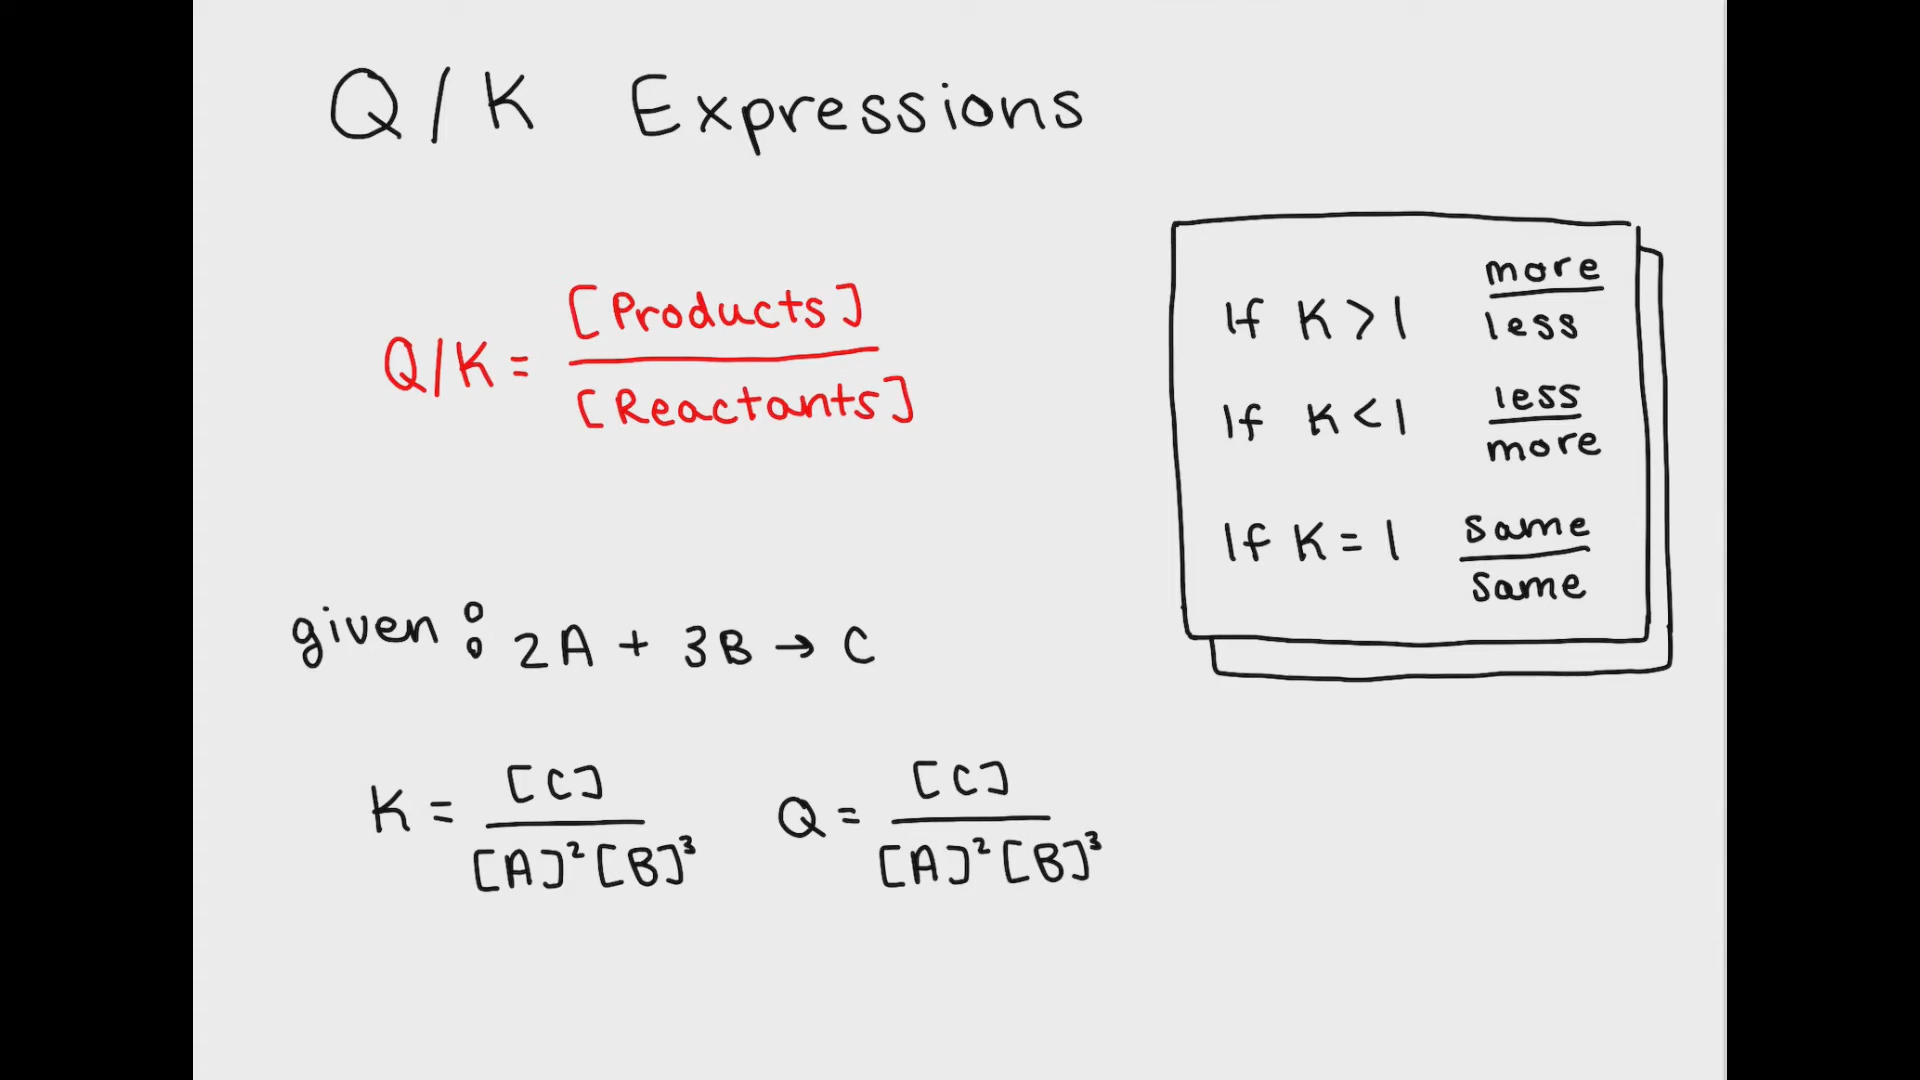 Q/K Expressions
Q/K = [Products] / [Reactants]
If K > 1 more / less
If K < 1 less / more
If K = 1 same / same
given : 2A + 3B → C
K = [C] / [A]² [B]³ Q = [C] / [A]² [B]³